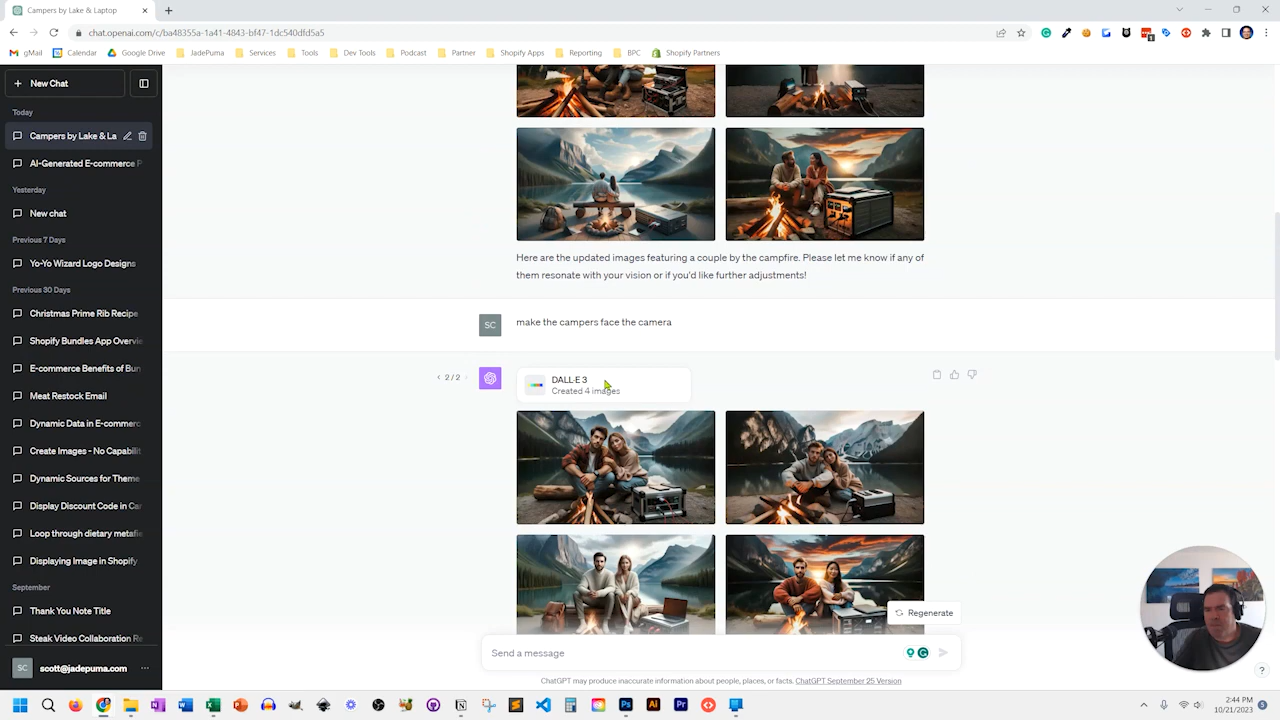 Campers by Lake & Laptop
chat.openai.com/c/ba48355a-1a41-4843-bf47-1dc540dfd5a5
gMail
Calendar
Google Drive
JadePuma
Services
Tools
Dev Tools
Podcast
Partner
Shopify Apps
Reporting
BPC
Shopify Partners
New Chat
Today
Campers by Lake & La
AI-Generated E-commerce P
Yesterday
New chat
Previous 7 Days
Yo-Yo Wizard Logo Designs
Previous 30 Days
Christmas Prime Rib Recipe
Shopify Bundles App Overvie
E-commerce Benefits of Bun
Meat Restock Email
Dynamic Data in E-commerc
Create Images - No Capabilit
Dynamic Sources for Theme
Display Discount Code in Car
Loop through dietary metafie
Displaying Image in Shopify
September
Thank You Note Title
Steak Video Collaboration Re
SC
scott@jadepuma.com
Here are the updated images featuring a couple by the campfire. Please let me know if any of
them resonate with your vision or if you'd like further adjustments!
SC
make the campers face the camera
2 / 2
DALL·E 3
Created 4 images
Regenerate
Send a message
ChatGPT may produce inaccurate information about people, places, or facts. ChatGPT September 25 Version
?
2:44 PM
10/21/2023